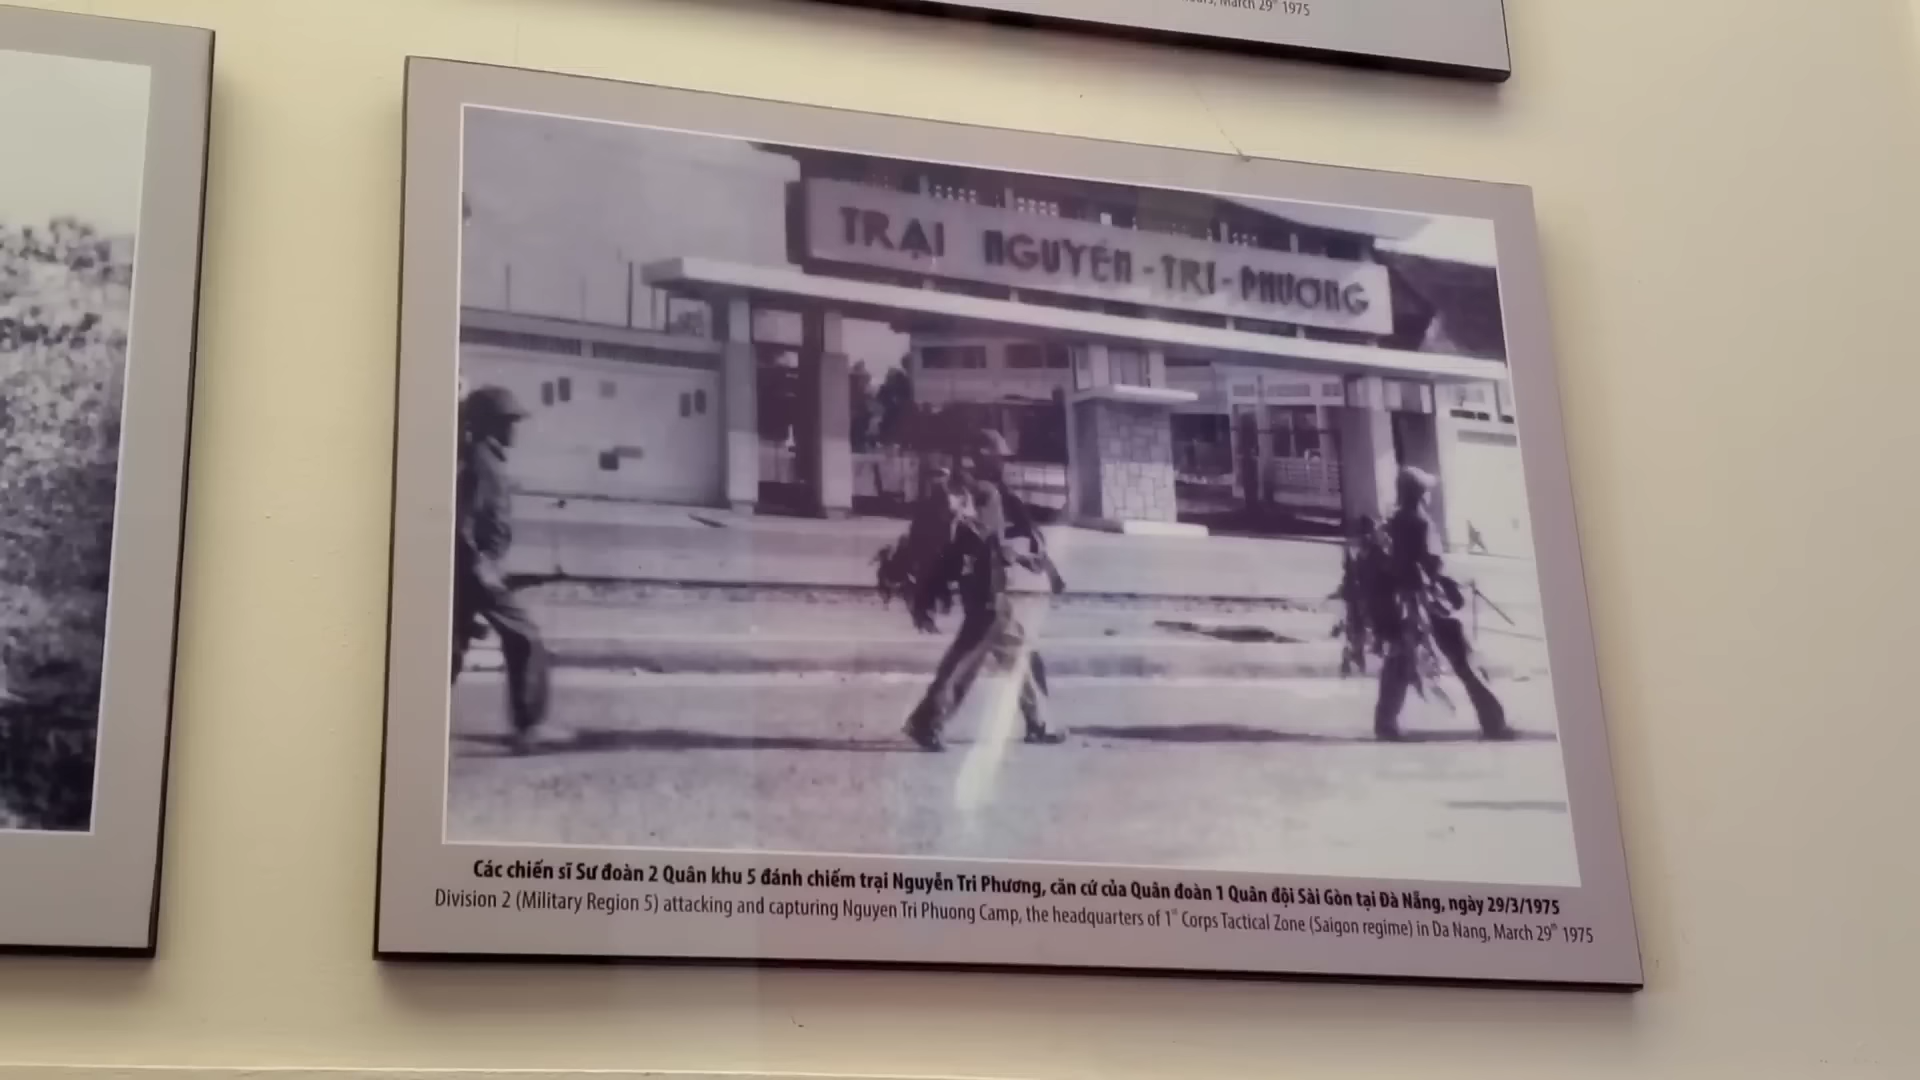 March 29th 1975
TRẠI NGUYỄN-TRI-PHƯƠNG
Các chiến sĩ Sư đoàn 2 Quân khu 5 đánh chiếm trại Nguyễn Tri Phương, căn cứ của Quân đoàn 1 Quân đội Sài Gòn tại Đà Nẵng, ngày 29/3/1975
Division 2 (Military Region 5) attacking and capturing Nguyen Tri Phuong Camp, the headquarters of 1st Corps Tactical Zone (Saigon regime) in Da Nang, March 29th 1975